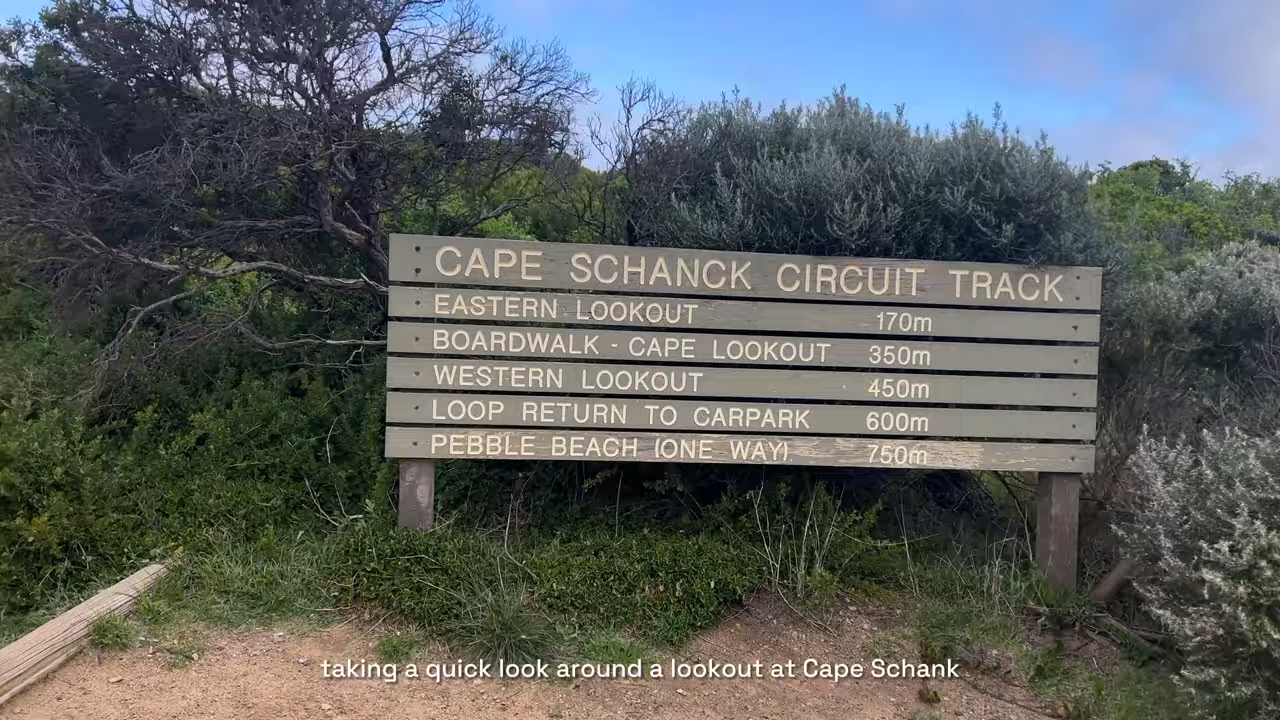 CAPE SCHANCK CIRCUIT TRACK
EASTERN LOOKOUT 170m
BOARDWALK - CAPE LOOKOUT 350m
WESTERN LOOKOUT 450m
LOOP RETURN TO CARPARK 600m
PEBBLE BEACH (ONE WAY) 750m
taking a quick look around a lookout at Cape Schank